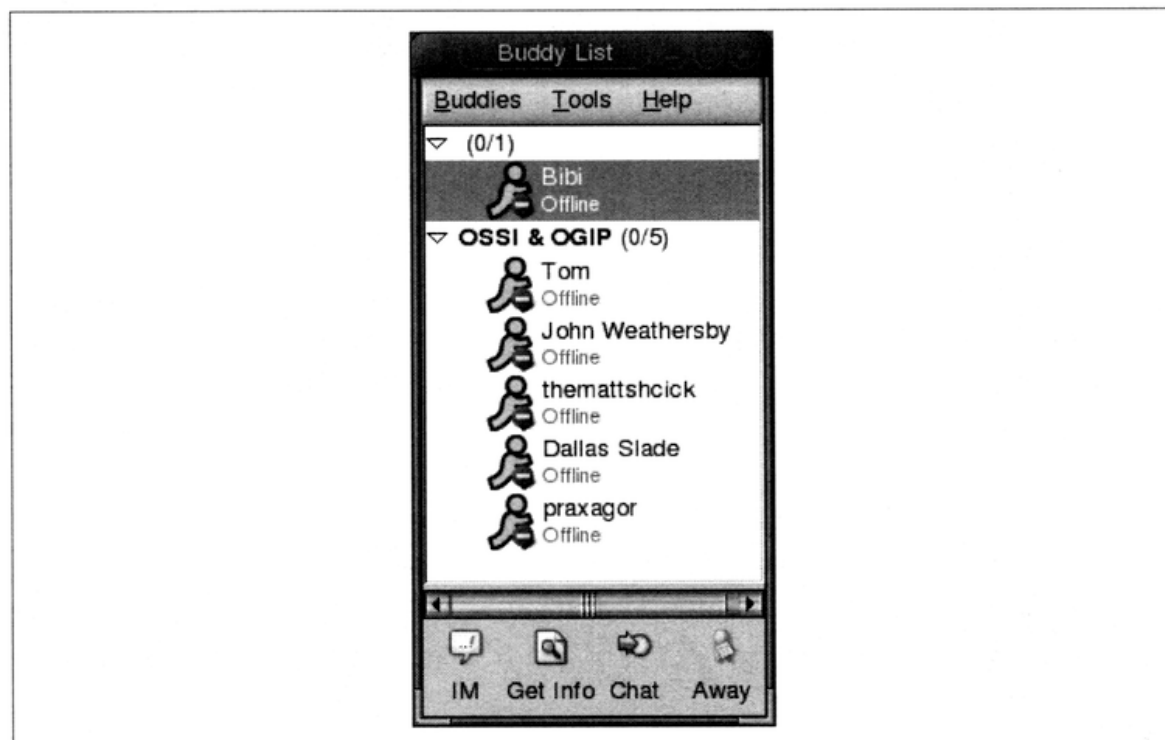 Buddy List
Buddies Tools Help
(0/1)
Bibi
Offline
OSSI & OGIP (0/5)
Tom
Offline
John Weathersby
Offline
themattshcick
Offline
Dallas Slade
Offline
praxagor
Offline
IM Get Info Chat Away